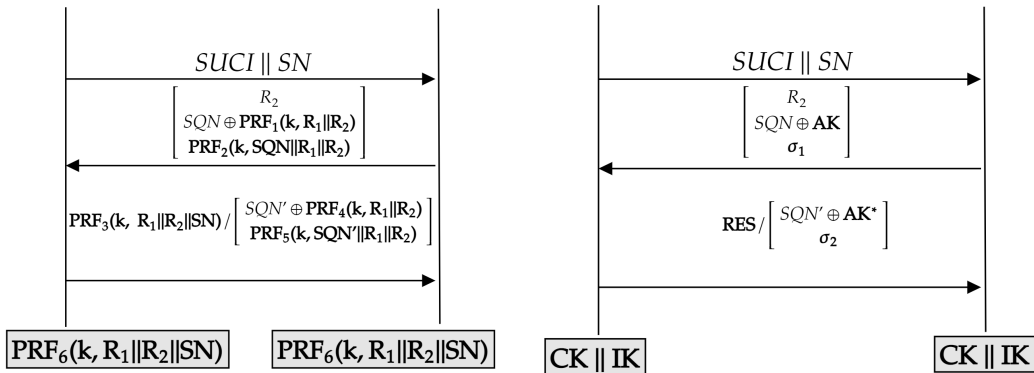 SUCI || SN
R₂
SQN ⊕ PRF₁(k, R₁||R₂)
PRF₂(k, SQN||R₁||R₂)
PRF₃(k, R₁||R₂||SN) / [ SQN′ ⊕ PRF₄(k, R₁||R₂)
PRF₅(k, SQN′||R₁||R₂) ]
PRF₆(k, R₁||R₂||SN)
PRF₆(k, R₁||R₂||SN)
SUCI || SN
R₂
SQN ⊕ AK
σ₁
RES / [ SQN′ ⊕ AK*
σ₂ ]
CK || IK
CK || IK